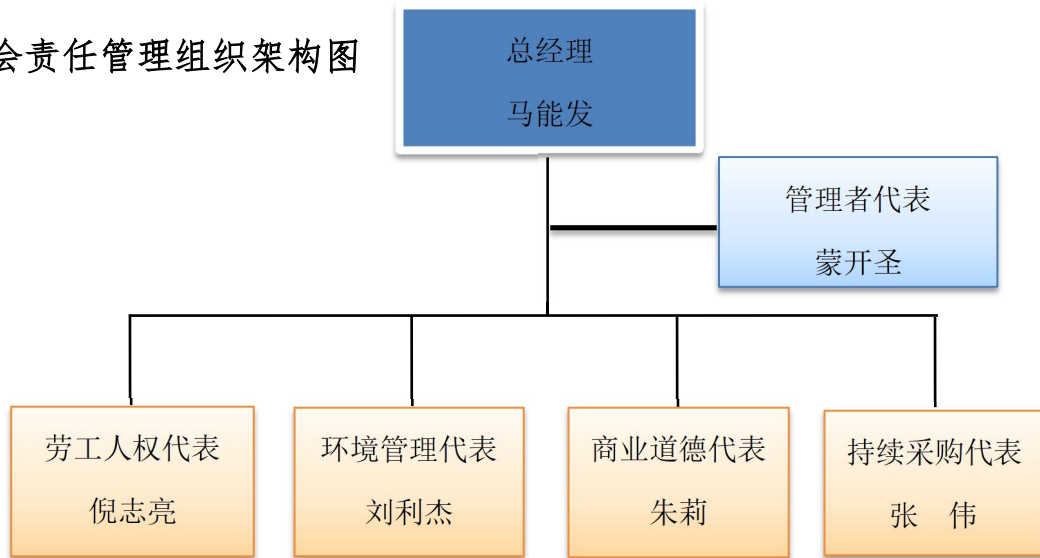 会责任管理组织架构图
总经理
马能发
管理者代表
蒙开圣
劳工人权代表
倪志亮
环境管理代表
刘利杰
商业道德代表
朱莉
持续采购代表
张　伟